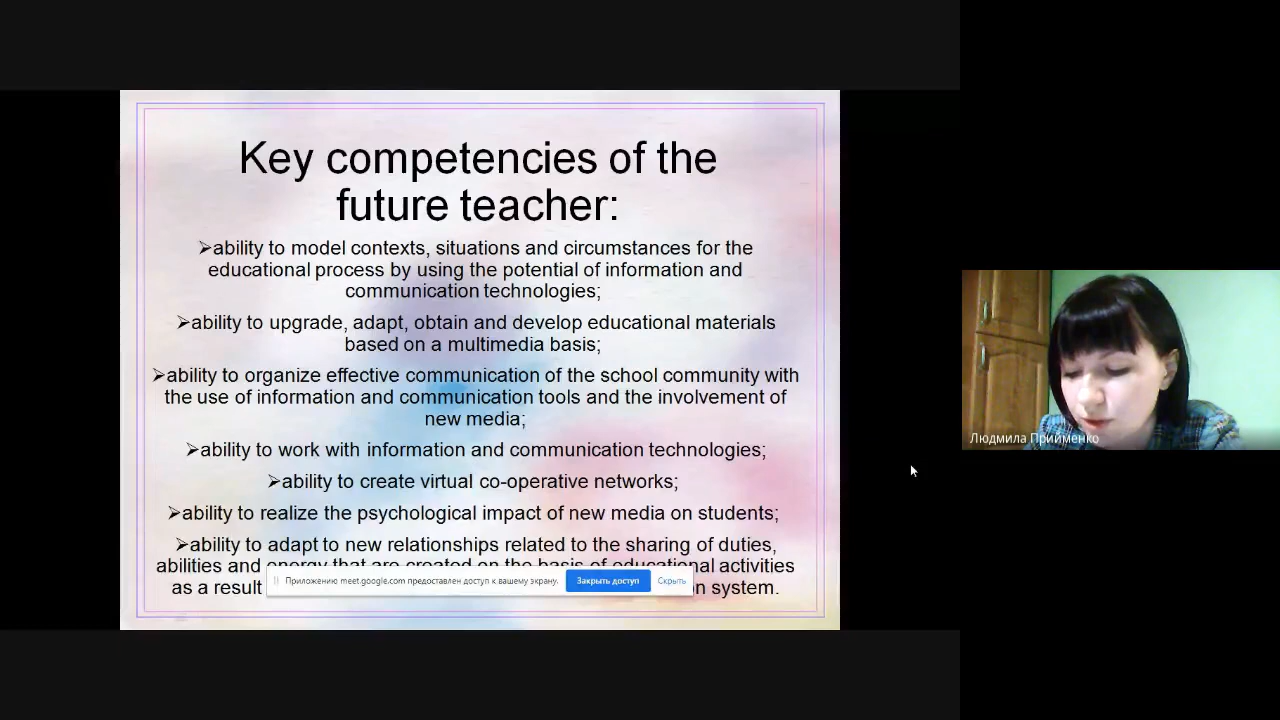 Key competencies of the
future teacher:
➢ability to model contexts, situations and circumstances for the
educational process by using the potential of information and
communication technologies;
➢ability to upgrade, adapt, obtain and develop educational materials
based on a multimedia basis;
➢ability to organize effective communication of the school community with
the use of information and communication tools and the involvement of
new media;
➢ability to work with information and communication technologies;
➢ability to create virtual co-operative networks;
➢ability to realize the psychological impact of new media on students;
➢ability to adapt to new relationships related to the sharing of duties,
abilities and energy that are created on the basis of educational activities
as a result
n system.
Приложению meet.google.com предоставлен доступ к вашему экрану.
Закрыть доступ
Скрыть
Людмила Прийменко